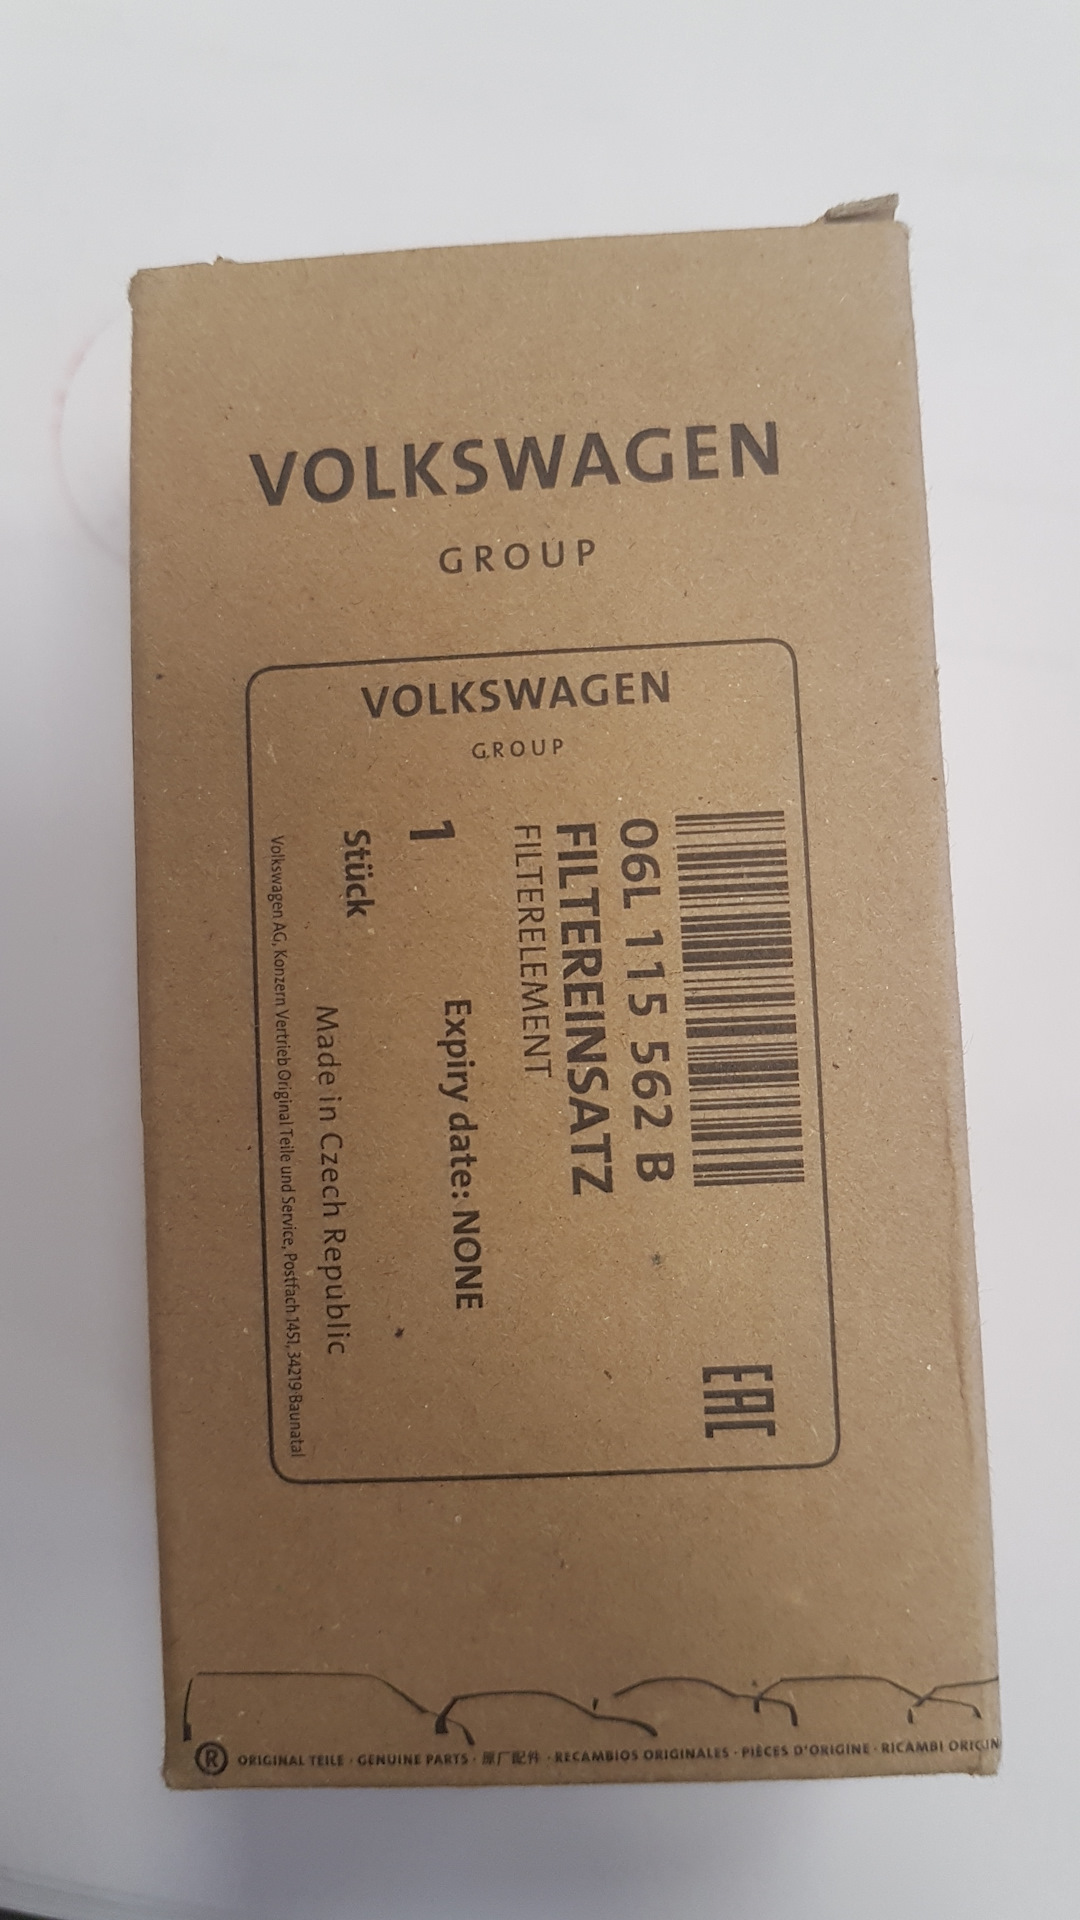 VOLKSWAGEN
GROUP
VOLKSWAGEN
GROUP
EAC
06L 115 562 B
FILTEREINSATZ
FILTERELEMENT
1
Expiry date: NONE
Stück
Made in Czech Republic
Volkswagen AG, Konzern Vertrieb Original Teile und Service, Postfach 1451, 34219 Baunatal
® ORIGINAL TEILE · GENUINE PARTS · 原厂配件 · RECAMBIOS ORIGINALES · PIÈCES D'ORIGINE · RICAMBI ORIGIN